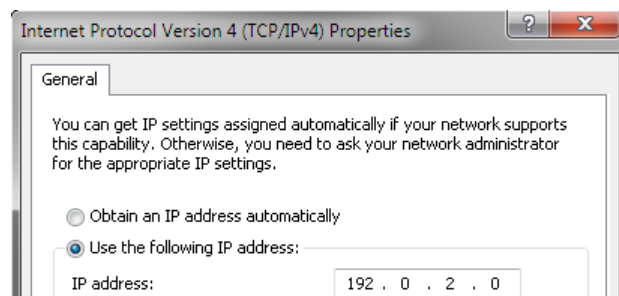 Internet Protocol Version 4 (TCP/IPv4) Properties
General
You can get IP settings assigned automatically if your network supports
this capability. Otherwise, you need to ask your network administrator
for the appropriate IP settings.
Obtain an IP address automatically
Use the following IP address:
IP address: 192 . 0 . 2 . 0